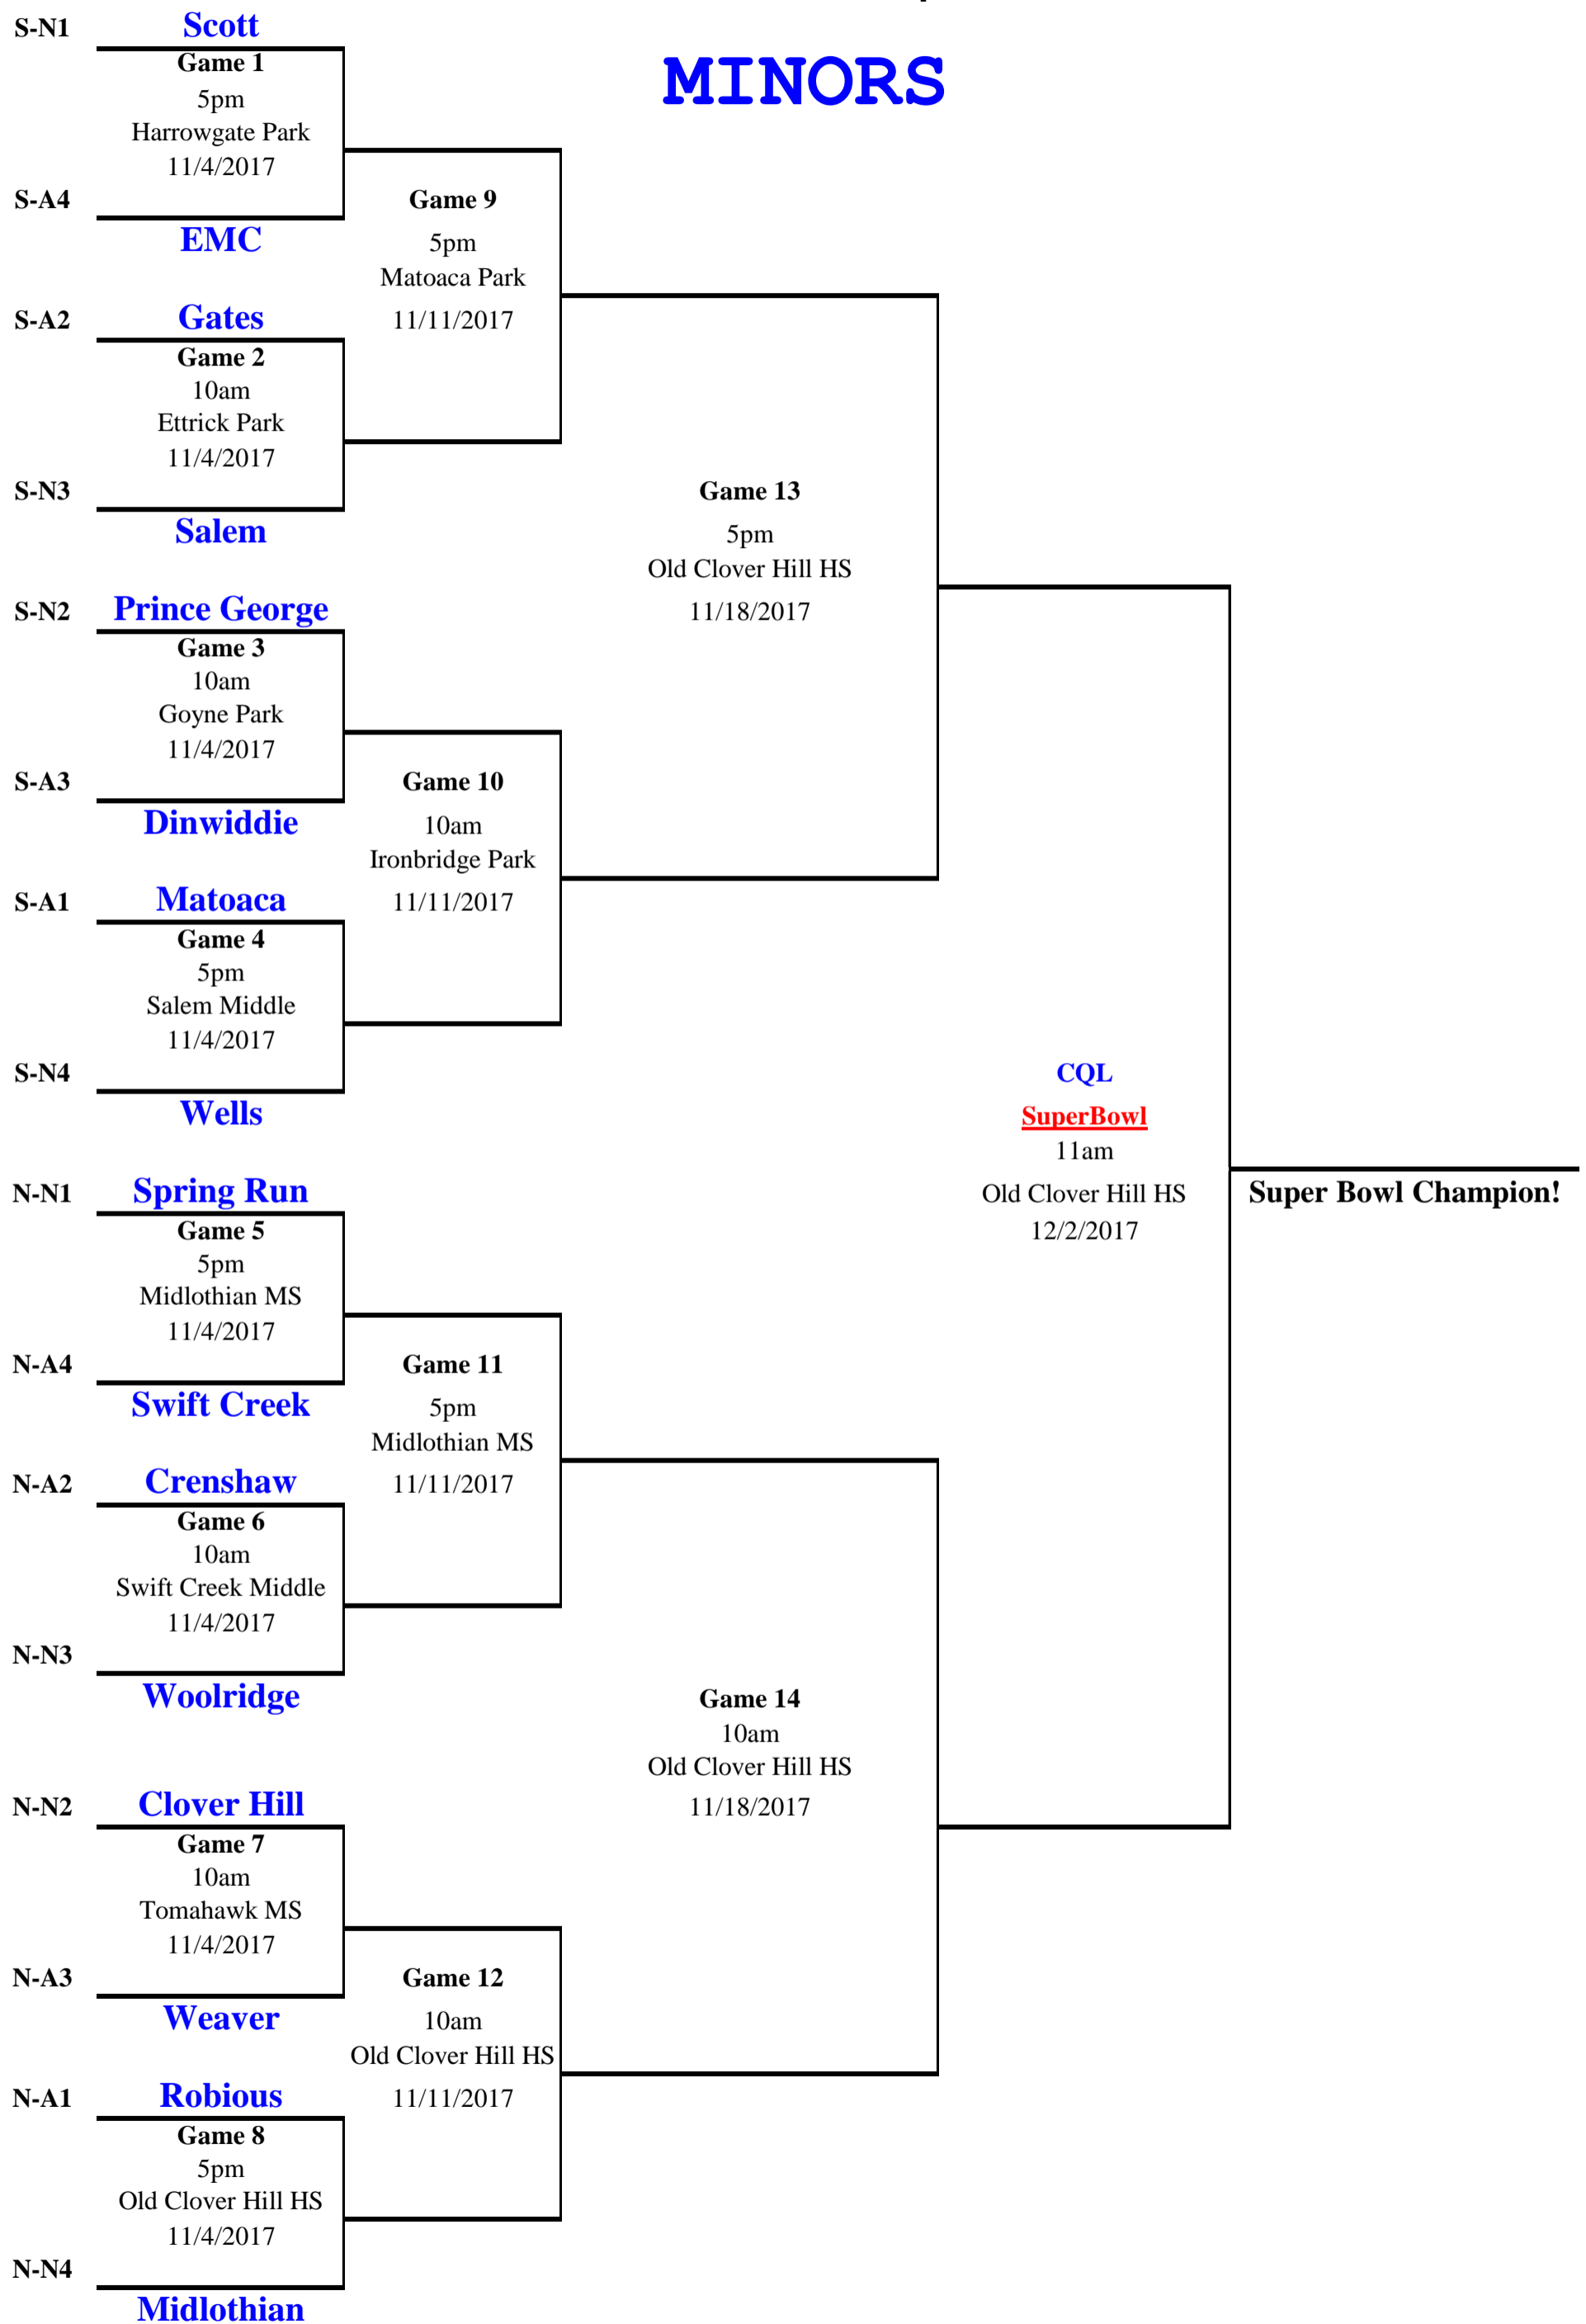 MINORS
S-N1 Scott
Game 1
5pm
Harrowgate Park
11/4/2017
S-A4
EMC
Game 9
5pm
Matoaca Park
11/11/2017
S-A2 Gates
Game 2
10am
Ettrick Park
11/4/2017
S-N3
Salem
Game 13
5pm
Old Clover Hill HS
11/18/2017
S-N2 Prince George
Game 3
10am
Goyne Park
11/4/2017
S-A3
Dinwiddie
Game 10
10am
Ironbridge Park
11/11/2017
S-A1 Matoaca
Game 4
5pm
Salem Middle
11/4/2017
S-N4
Wells
CQL
SuperBowl
11am
Old Clover Hill HS
12/2/2017
Super Bowl Champion!
N-N1 Spring Run
Game 5
5pm
Midlothian MS
11/4/2017
N-A4
Swift Creek
Game 11
5pm
Midlothian MS
11/11/2017
N-A2 Crenshaw
Game 6
10am
Swift Creek Middle
11/4/2017
N-N3
Woolridge
Game 14
10am
Old Clover Hill HS
11/18/2017
N-N2 Clover Hill
Game 7
10am
Tomahawk MS
11/4/2017
N-A3
Weaver
Game 12
10am
Old Clover Hill HS
11/11/2017
N-A1 Robious
Game 8
5pm
Old Clover Hill HS
11/4/2017
N-N4
Midlothian